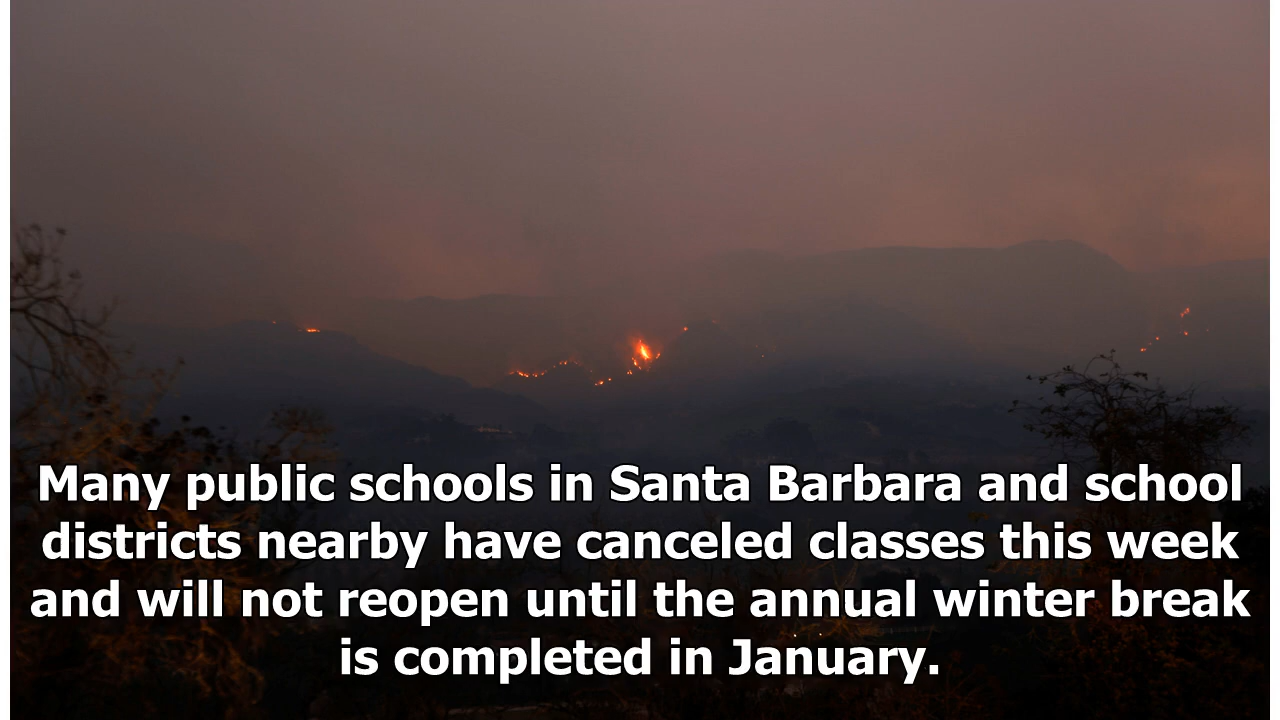 Many public schools in Santa Barbara and school
districts nearby have canceled classes this week
and will not reopen until the annual winter break
is completed in January.